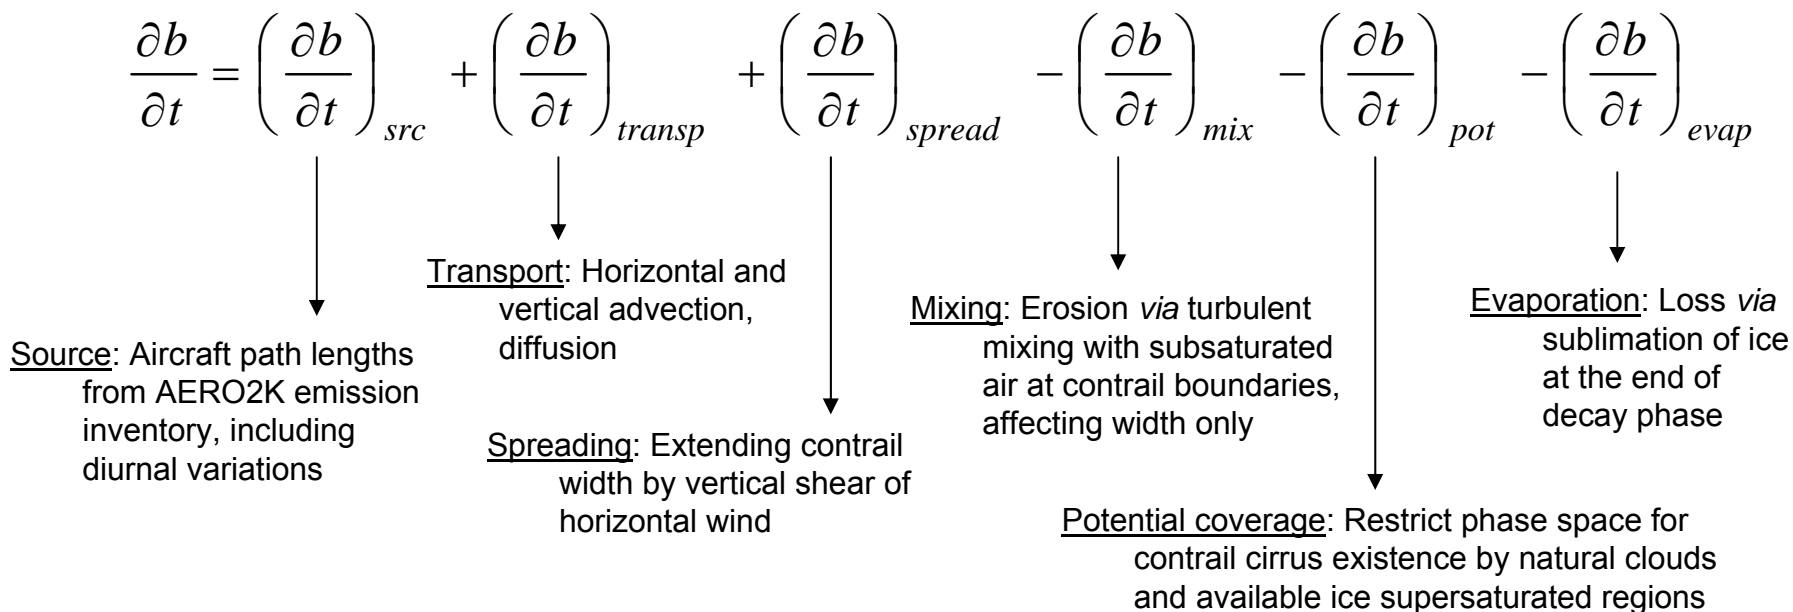 ∂b/∂t = (∂b/∂t)src + (∂b/∂t)transp + (∂b/∂t)spread − (∂b/∂t)mix − (∂b/∂t)pot − (∂b/∂t)evap
Source: Aircraft path lengths
from AERO2K emission
inventory, including
diurnal variations
Transport: Horizontal and
vertical advection,
diffusion
Spreading: Extending contrail
width by vertical shear of
horizontal wind
Mixing: Erosion via turbulent
mixing with subsaturated
air at contrail boundaries,
affecting width only
Potential coverage: Restrict phase space for
contrail cirrus existence by natural clouds
and available ice supersaturated regions
Evaporation: Loss via
sublimation of ice
at the end of
decay phase